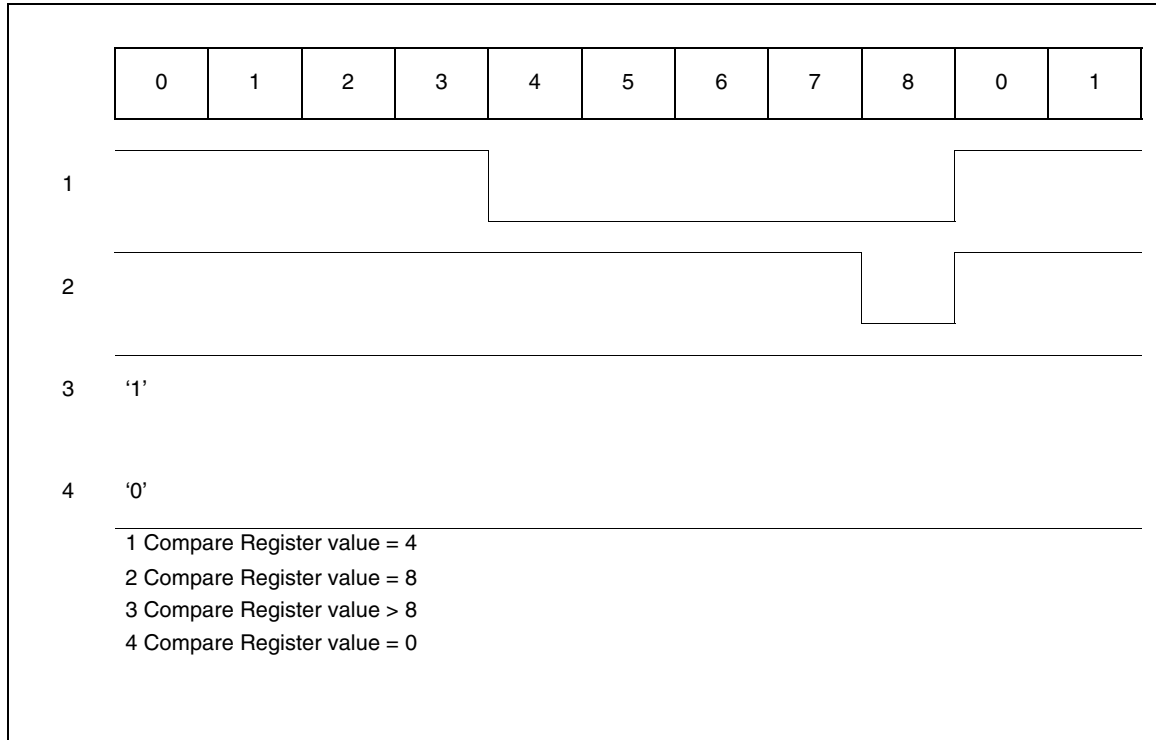 0 1 2 3 4 5 6 7 8 0 1
1
2
3 ‘1’
4 ‘0’
1 Compare Register value = 4
2 Compare Register value = 8
3 Compare Register value > 8
4 Compare Register value = 0